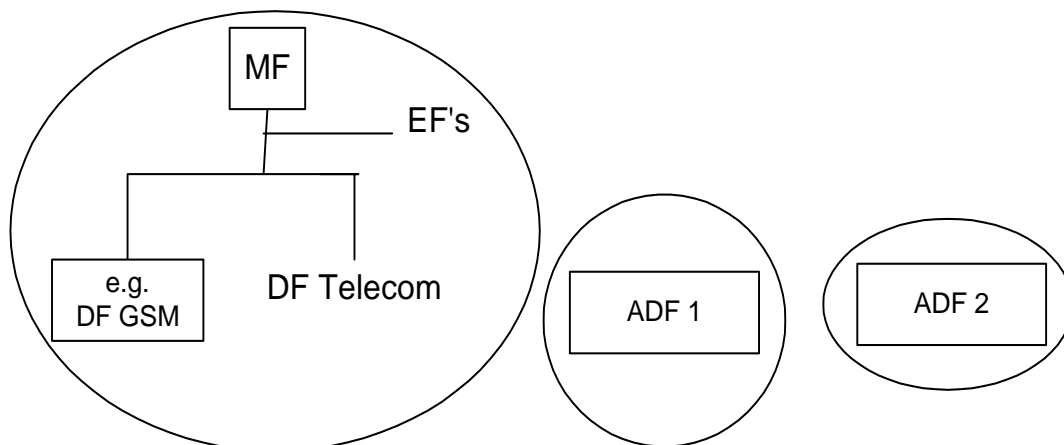 MF
EF's
e.g.
DF GSM
DF Telecom
ADF 1
ADF 2